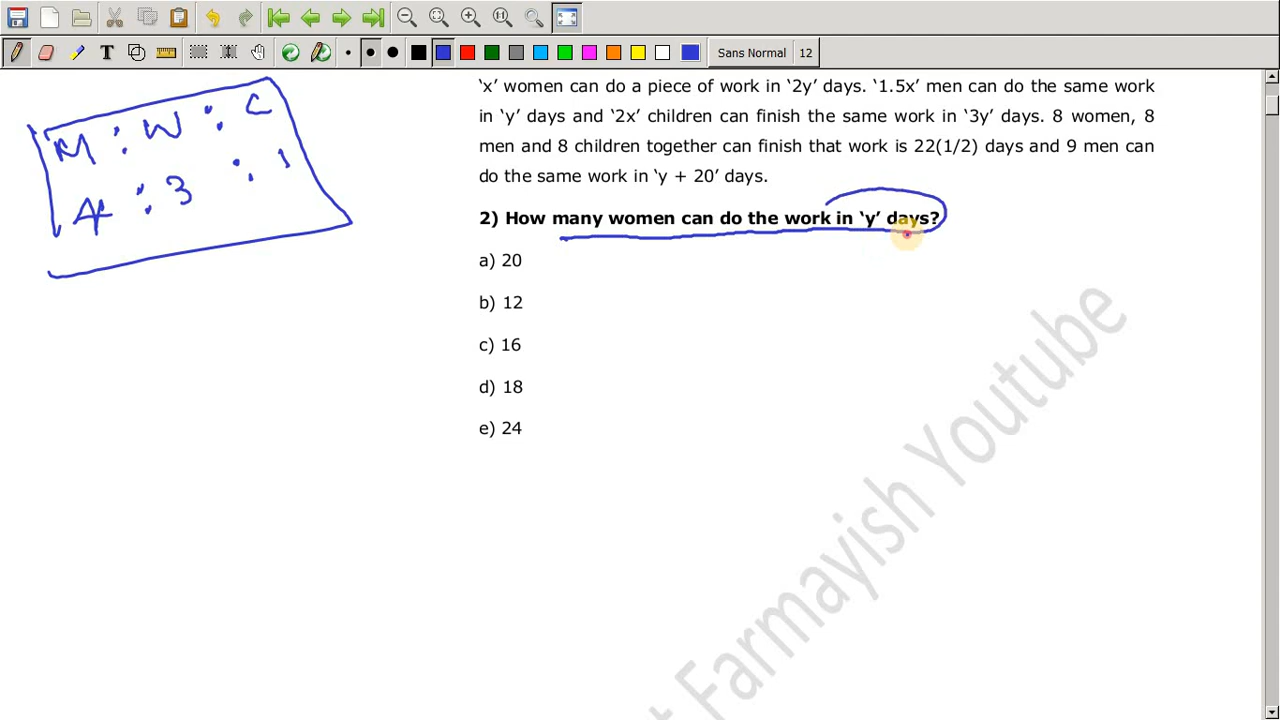 Sans Normal 12
‘x’ women can do a piece of work in ‘2y’ days. ‘1.5x’ men can do the same work
in ‘y’ days and ‘2x’ children can finish the same work in ‘3y’ days. 8 women, 8
men and 8 children together can finish that work is 22(1/2) days and 9 men can
do the same work in ‘y + 20’ days.
M : W : C
4 : 3 : 1
2) How many women can do the work in ‘y’ days?
a) 20
b) 12
c) 16
d) 18
e) 24
t Farmayish Youtube